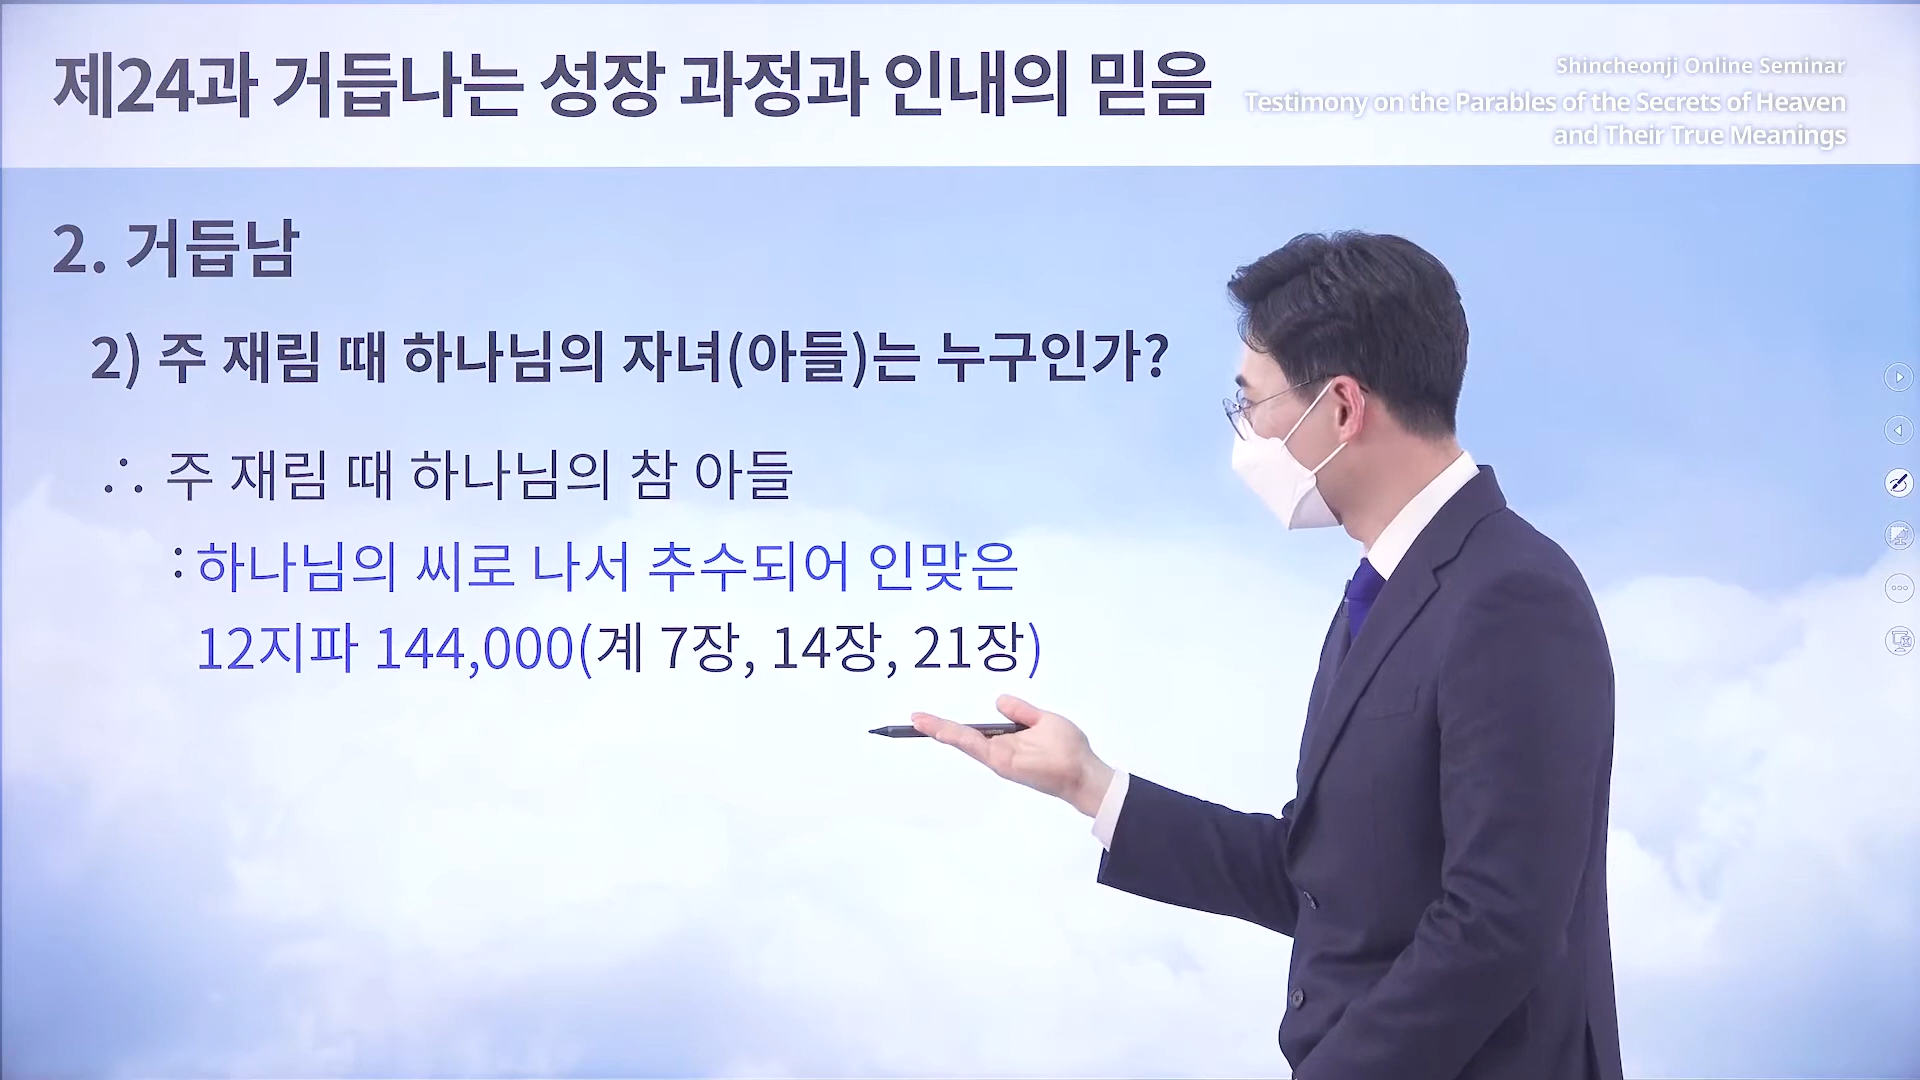 제24과 거듭나는 성장 과정과 인내의 믿음
Shincheonji Online Seminar
Testimony on the Parables of the Secrets of Heaven
and Their True Meanings
2. 거듭남
2) 주 재림 때 하나님의 자녀(아들)는 누구인가?
∴ 주 재림 때 하나님의 참 아들
: 하나님의 씨로 나서 추수되어 인맞은
12지파 144,000(계 7장, 14장, 21장)